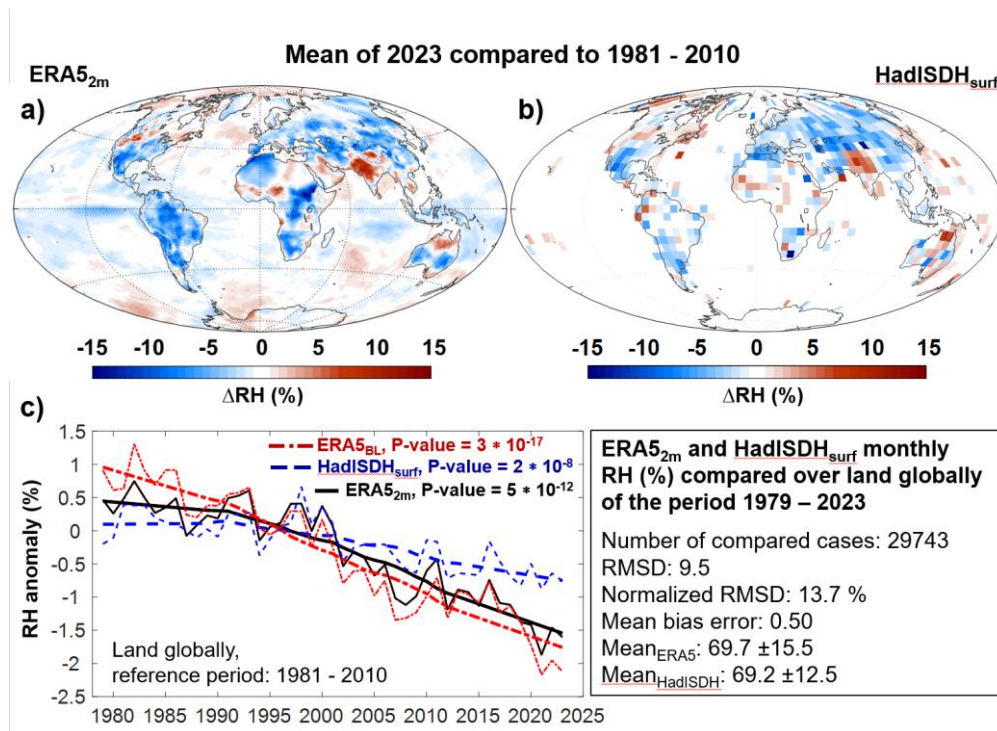 Mean of 2023 compared to 1981 - 2010
ERA5₂ₘ
HadISDHsurf
a)
b)
-15 -10 -5 0 5 10 15
ΔRH (%)
-15 -10 -5 0 5 10 15
ΔRH (%)
c)
RH anomaly (%)
1.5
1
0.5
0
-0.5
-1
-1.5
-2
-2.5
ERA5BL, P-value = 3 * 10⁻¹⁷
HadISDHsurf, P-value = 2 * 10⁻⁸
ERA5₂ₘ, P-value = 5 * 10⁻¹²
Land globally,
reference period: 1981 - 2010
1980 1985 1990 1995 2000 2005 2010 2015 2020 2025
ERA5₂ₘ and HadISDHsurf monthly
RH (%) compared over land globally
of the period 1979 – 2023
Number of compared cases: 29743
RMSD: 9.5
Normalized RMSD: 13.7 %
Mean bias error: 0.50
MeanERA5: 69.7 ±15.5
MeanHadISDH: 69.2 ±12.5